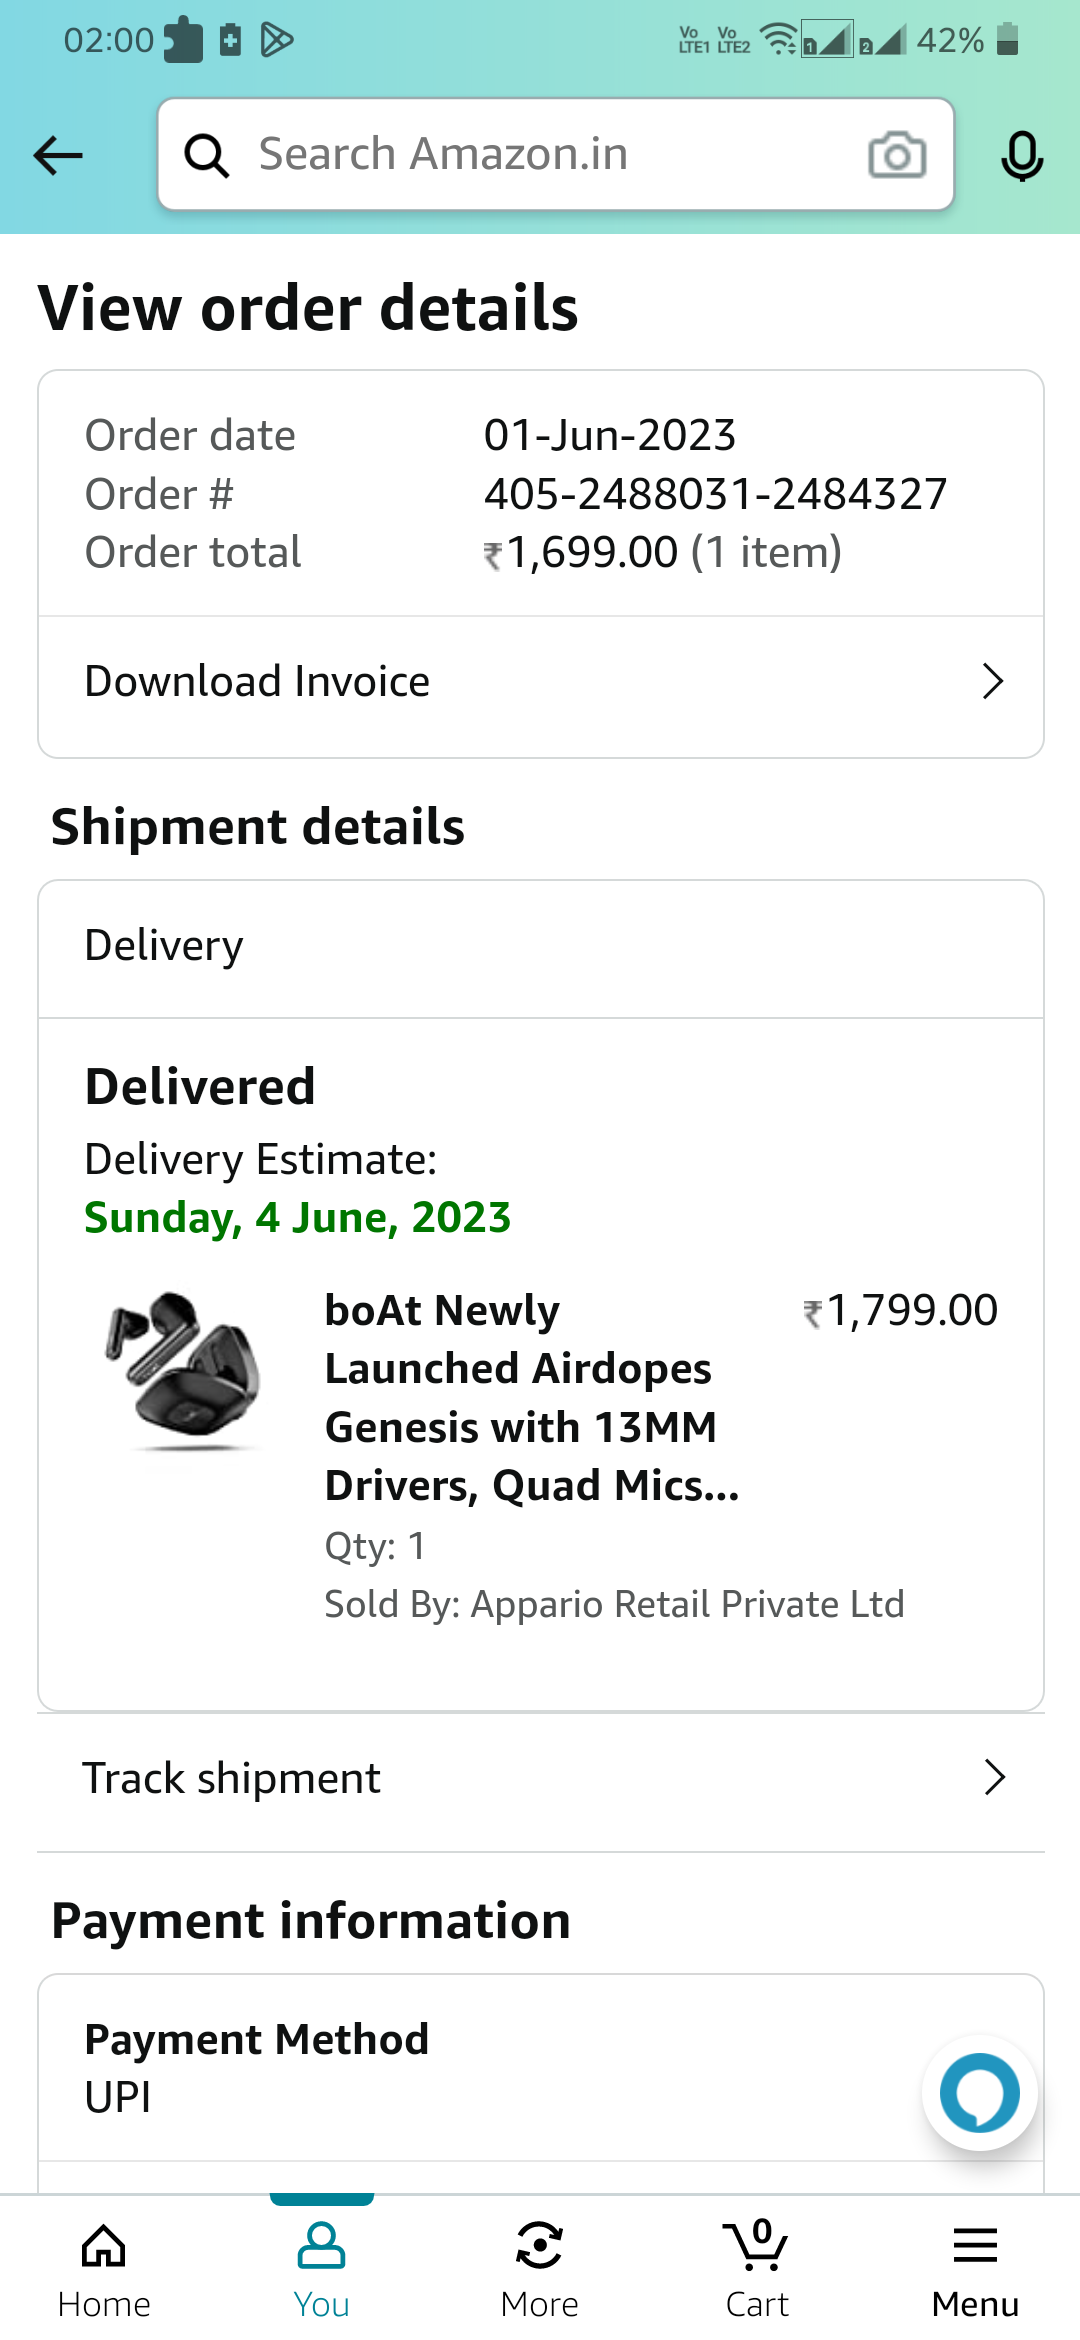 02:00 Vo LTE1 Vo LTE2 1 2 42%
Search Amazon.in
View order details
Order date 01-Jun-2023
Order # 405-2488031-2484327
Order total ₹1,699.00 (1 item)
Download Invoice
Shipment details
Delivery
Delivered
Delivery Estimate:
Sunday, 4 June, 2023
boAt Newly ₹1,799.00
Launched Airdopes
Genesis with 13MM
Drivers, Quad Mics...
Qty: 1
Sold By: Appario Retail Private Ltd
Track shipment
Payment information
Payment Method
UPI
0
Home You More Cart Menu